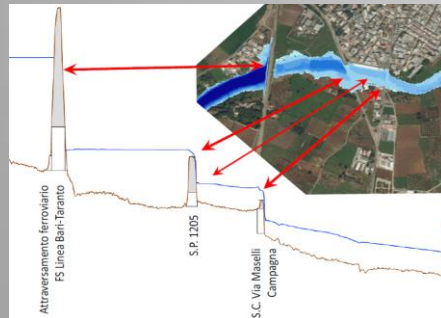 Attraversamento ferroviario
FS Linea Bari-Taranto
S.P. 1205
S.C. Via Maselli
Campagna